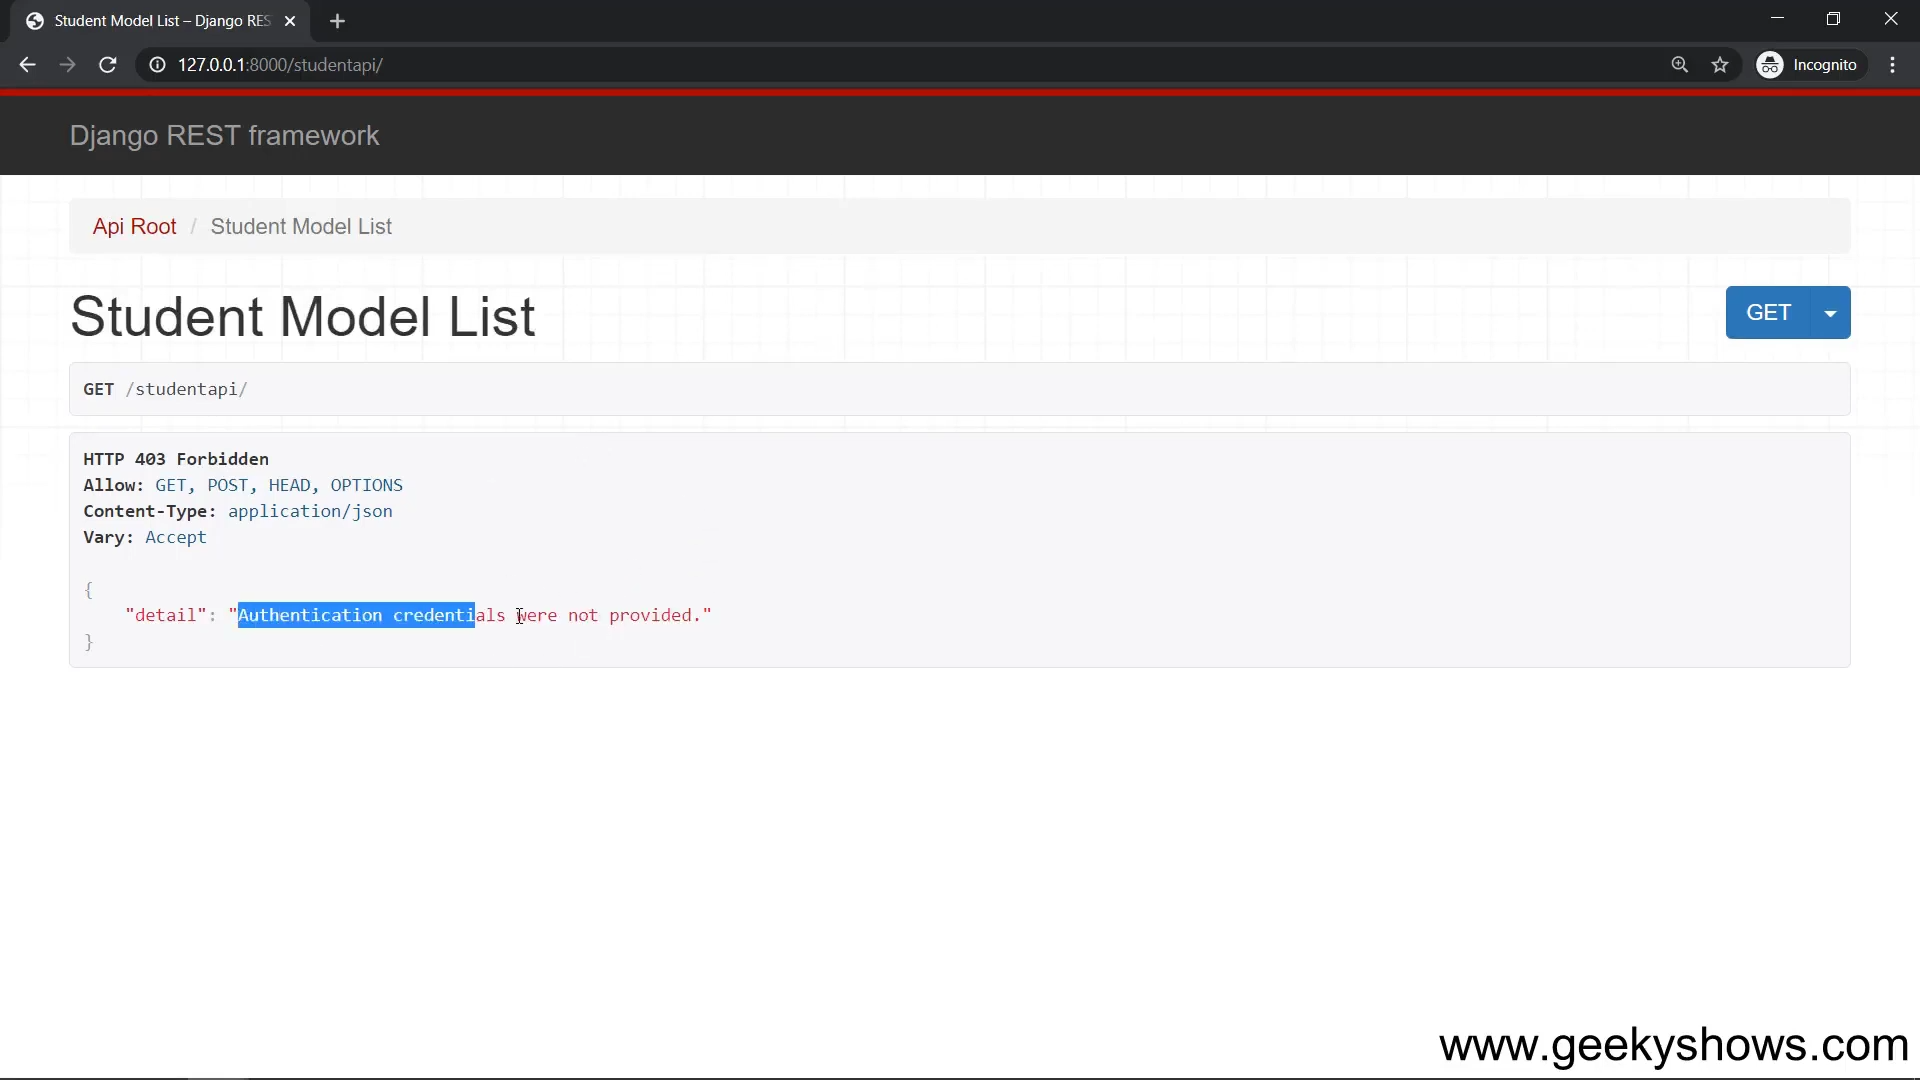 Student Model List – Django RES
127.0.0.1:8000/studentapi/
Incognito
Django REST framework
Api Root / Student Model List
Student Model List
GET
GET /studentapi/
HTTP 403 Forbidden
Allow: GET, POST, HEAD, OPTIONS
Content-Type: application/json
Vary: Accept
{
"detail": "Authentication credentials were not provided."
}
www.geekyshows.com